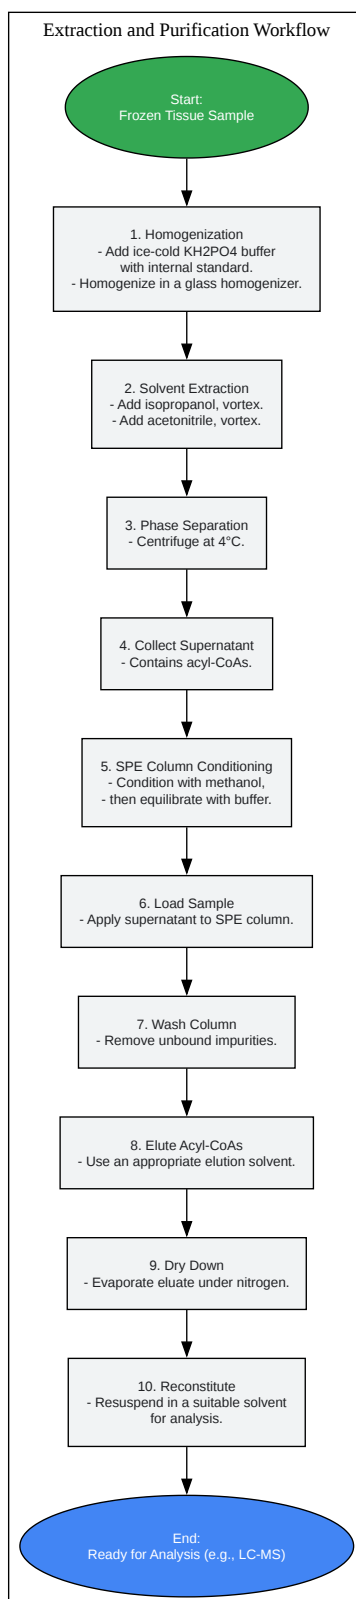 Extraction and Purification Workflow
Start:
Frozen Tissue Sample
1. Homogenization
- Add ice-cold KH2PO4 buffer
with internal standard.
- Homogenize in a glass homogenizer.
2. Solvent Extraction
- Add isopropanol, vortex.
- Add acetonitrile, vortex.
3. Phase Separation
- Centrifuge at 4°C.
4. Collect Supernatant
- Contains acyl-CoAs.
5. SPE Column Conditioning
- Condition with methanol,
- then equilibrate with buffer.
6. Load Sample
- Apply supernatant to SPE column.
7. Wash Column
- Remove unbound impurities.
8. Elute Acyl-CoAs
- Use an appropriate elution solvent.
9. Dry Down
- Evaporate eluate under nitrogen.
10. Reconstitute
- Resuspend in a suitable solvent
for analysis.
End:
Ready for Analysis (e.g., LC-MS)